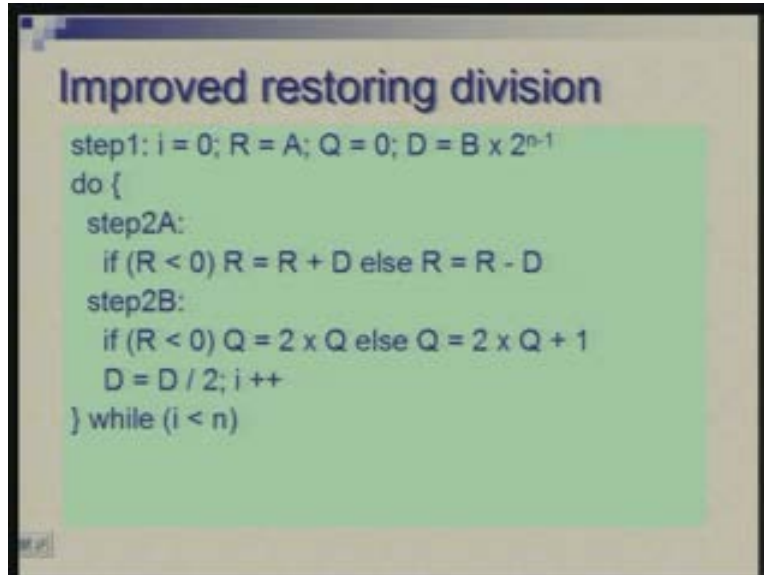 Improved restoring division
step1: i = 0; R = A; Q = 0; D = B x 2ⁿ⁻¹
do {
step2A:
if (R < 0) R = R + D else R = R - D
step2B:
if (R < 0) Q = 2 x Q else Q = 2 x Q + 1
D = D / 2; i ++
} while (i < n)